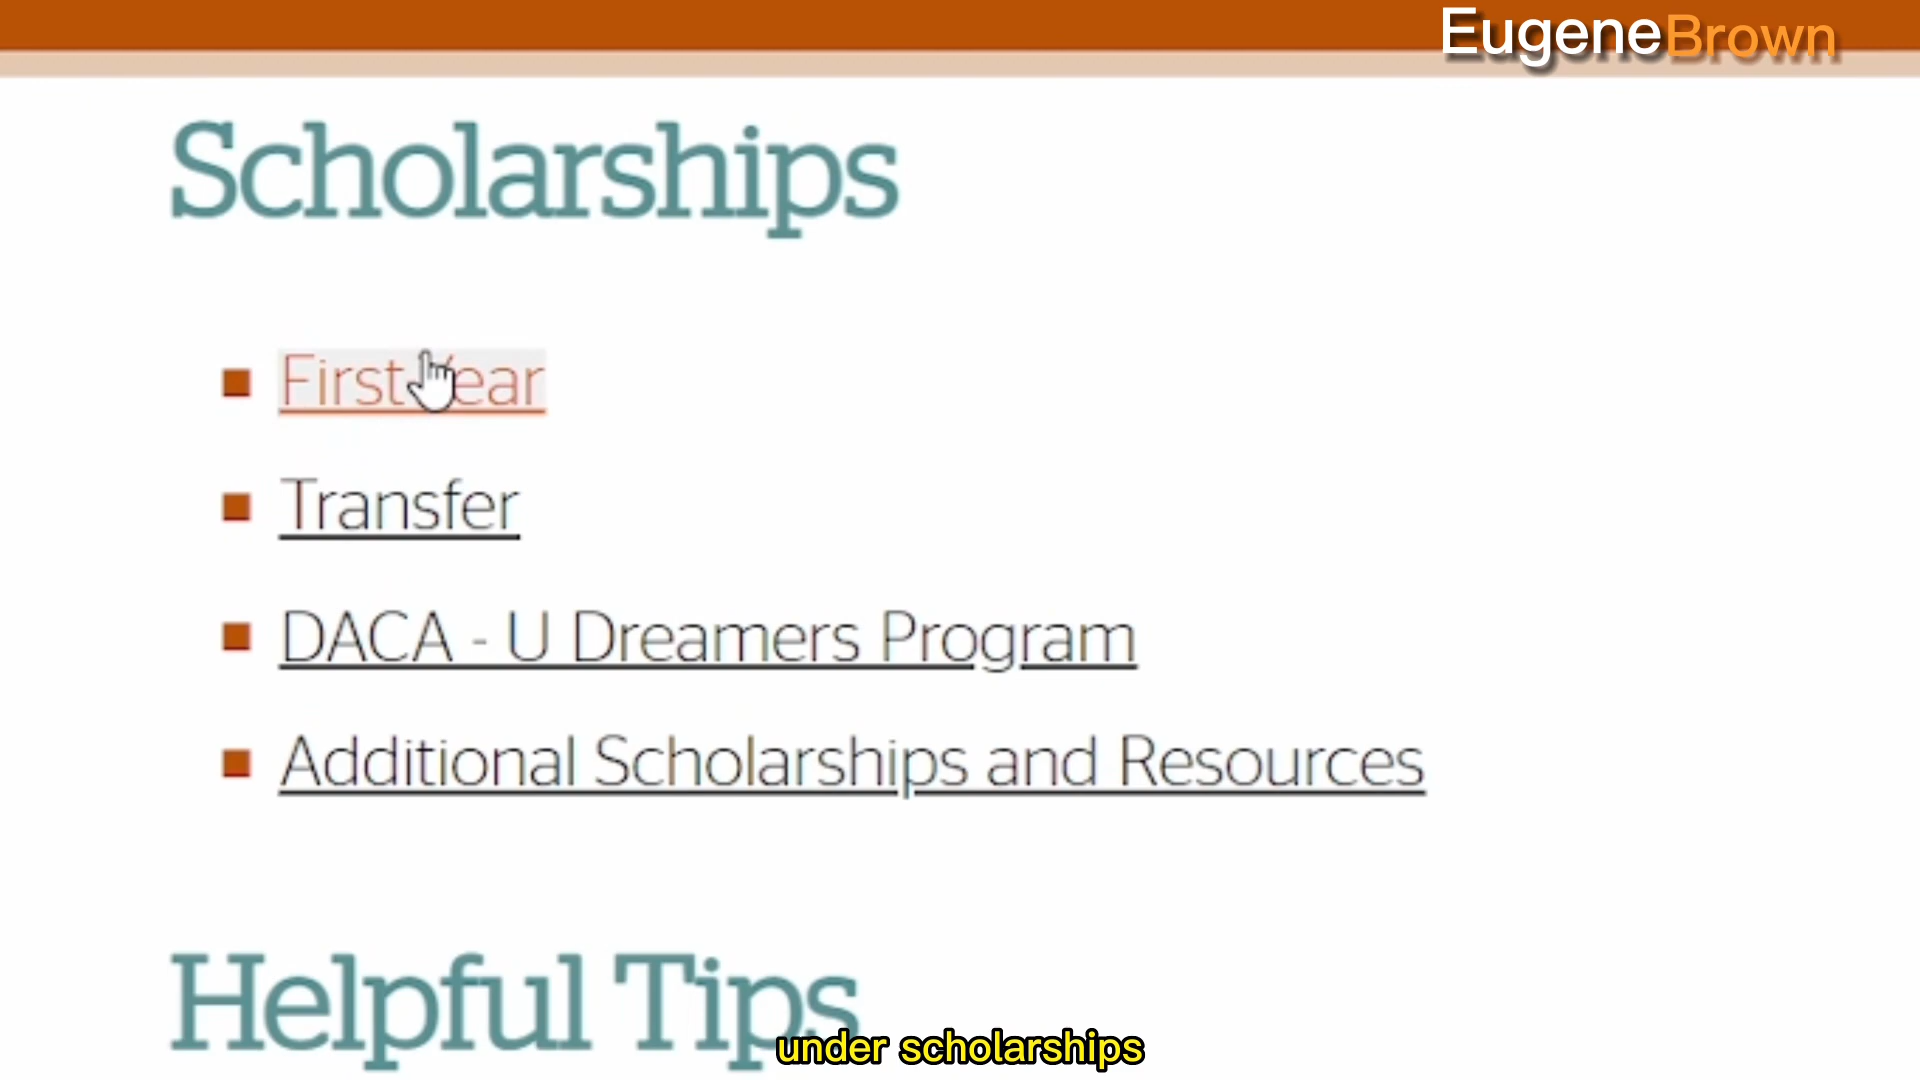 EugeneBrown
Scholarships
First-Year
Transfer
DACA - U Dreamers Program
Additional Scholarships and Resources
Helpful Tips
under scholarships